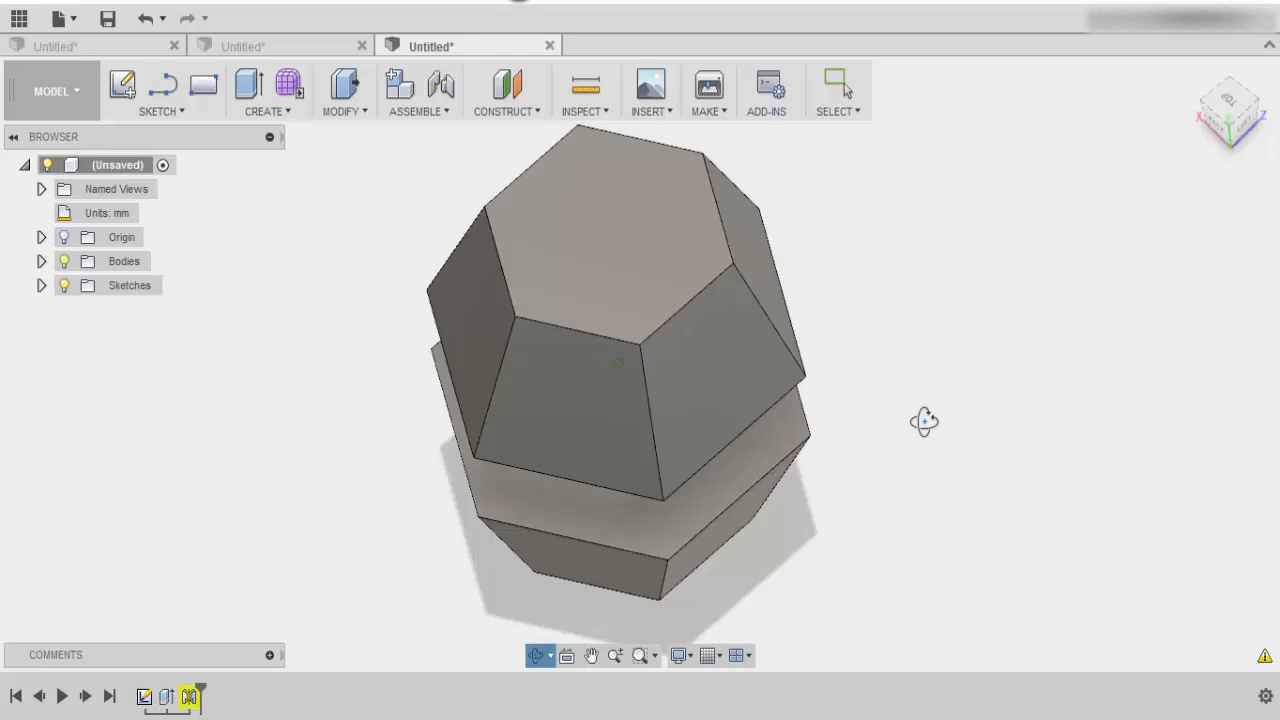 Untitled*
Untitled*
Untitled*
MODEL
SKETCH
CREATE
MODIFY
ASSEMBLE
CONSTRUCT
INSPECT
INSERT
MAKE
ADD-INS
SELECT
TOP
X
Z
BROWSER
(Unsaved)
Named Views
Units: mm
Origin
Bodies
Sketches
COMMENTS